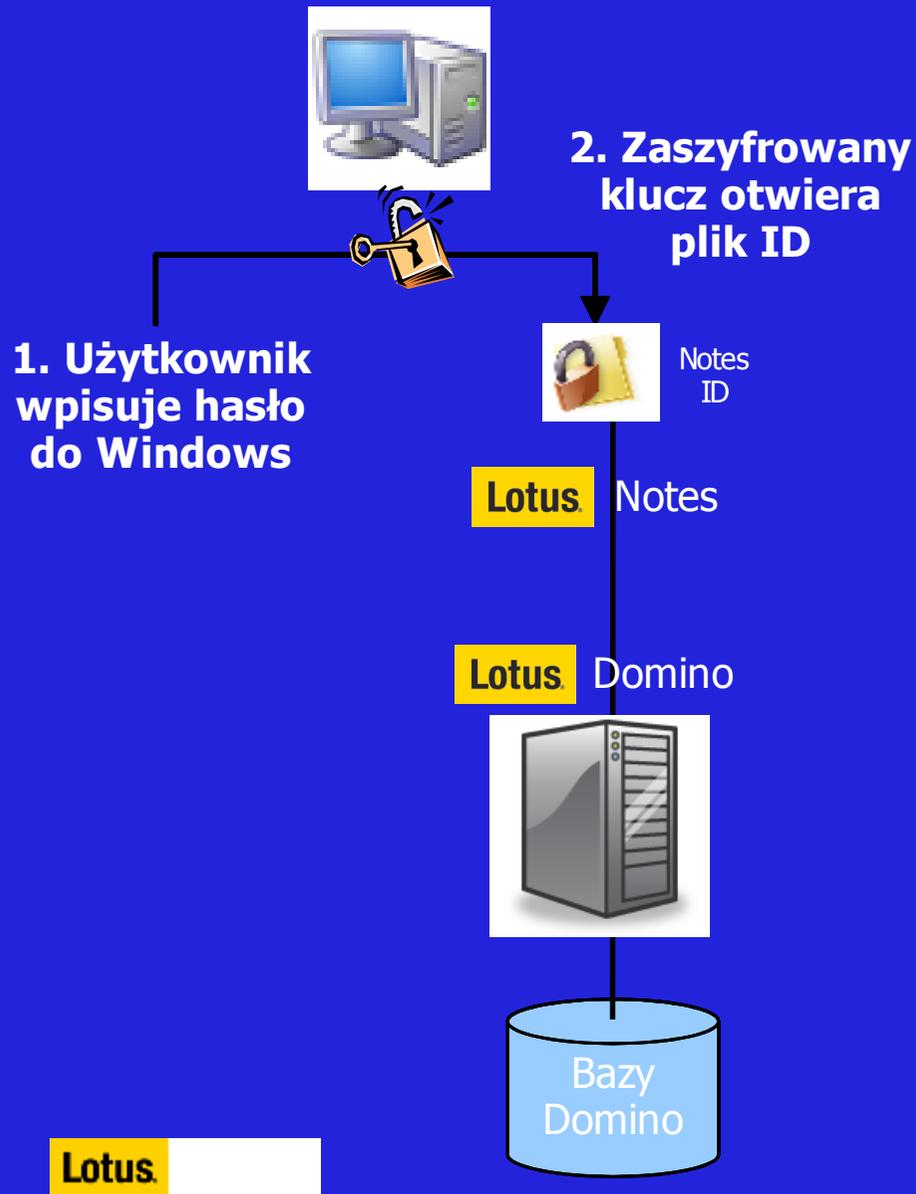 2. Zaszyfrowany
klucz otwiera
plik ID
1. Użytkownik
wpisuje hasło
do Windows
Notes
ID
Lotus. Notes
Lotus. Domino
Bazy
Domino
Lotus.